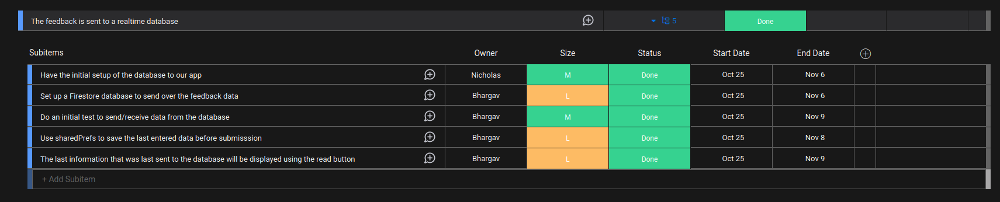 The feedback is sent to a realtime database 5 Done
Subitems Owner Size Status Start Date End Date
Have the initial setup of the database to our app Nicholas M Done Oct 25 Nov 6
Set up a Firestore database to send over the feedback data Bhargav L Done Oct 25 Nov 6
Do an initial test to send/receive data from the database Bhargav M Done Oct 25 Nov 9
Use sharedPrefs to save the last entered data before submisssion Bhargav L Done Oct 25 Nov 8
The last information that was last sent to the database will be displayed using the read button Bhargav L Done Oct 25 Nov 9
+ Add Subitem